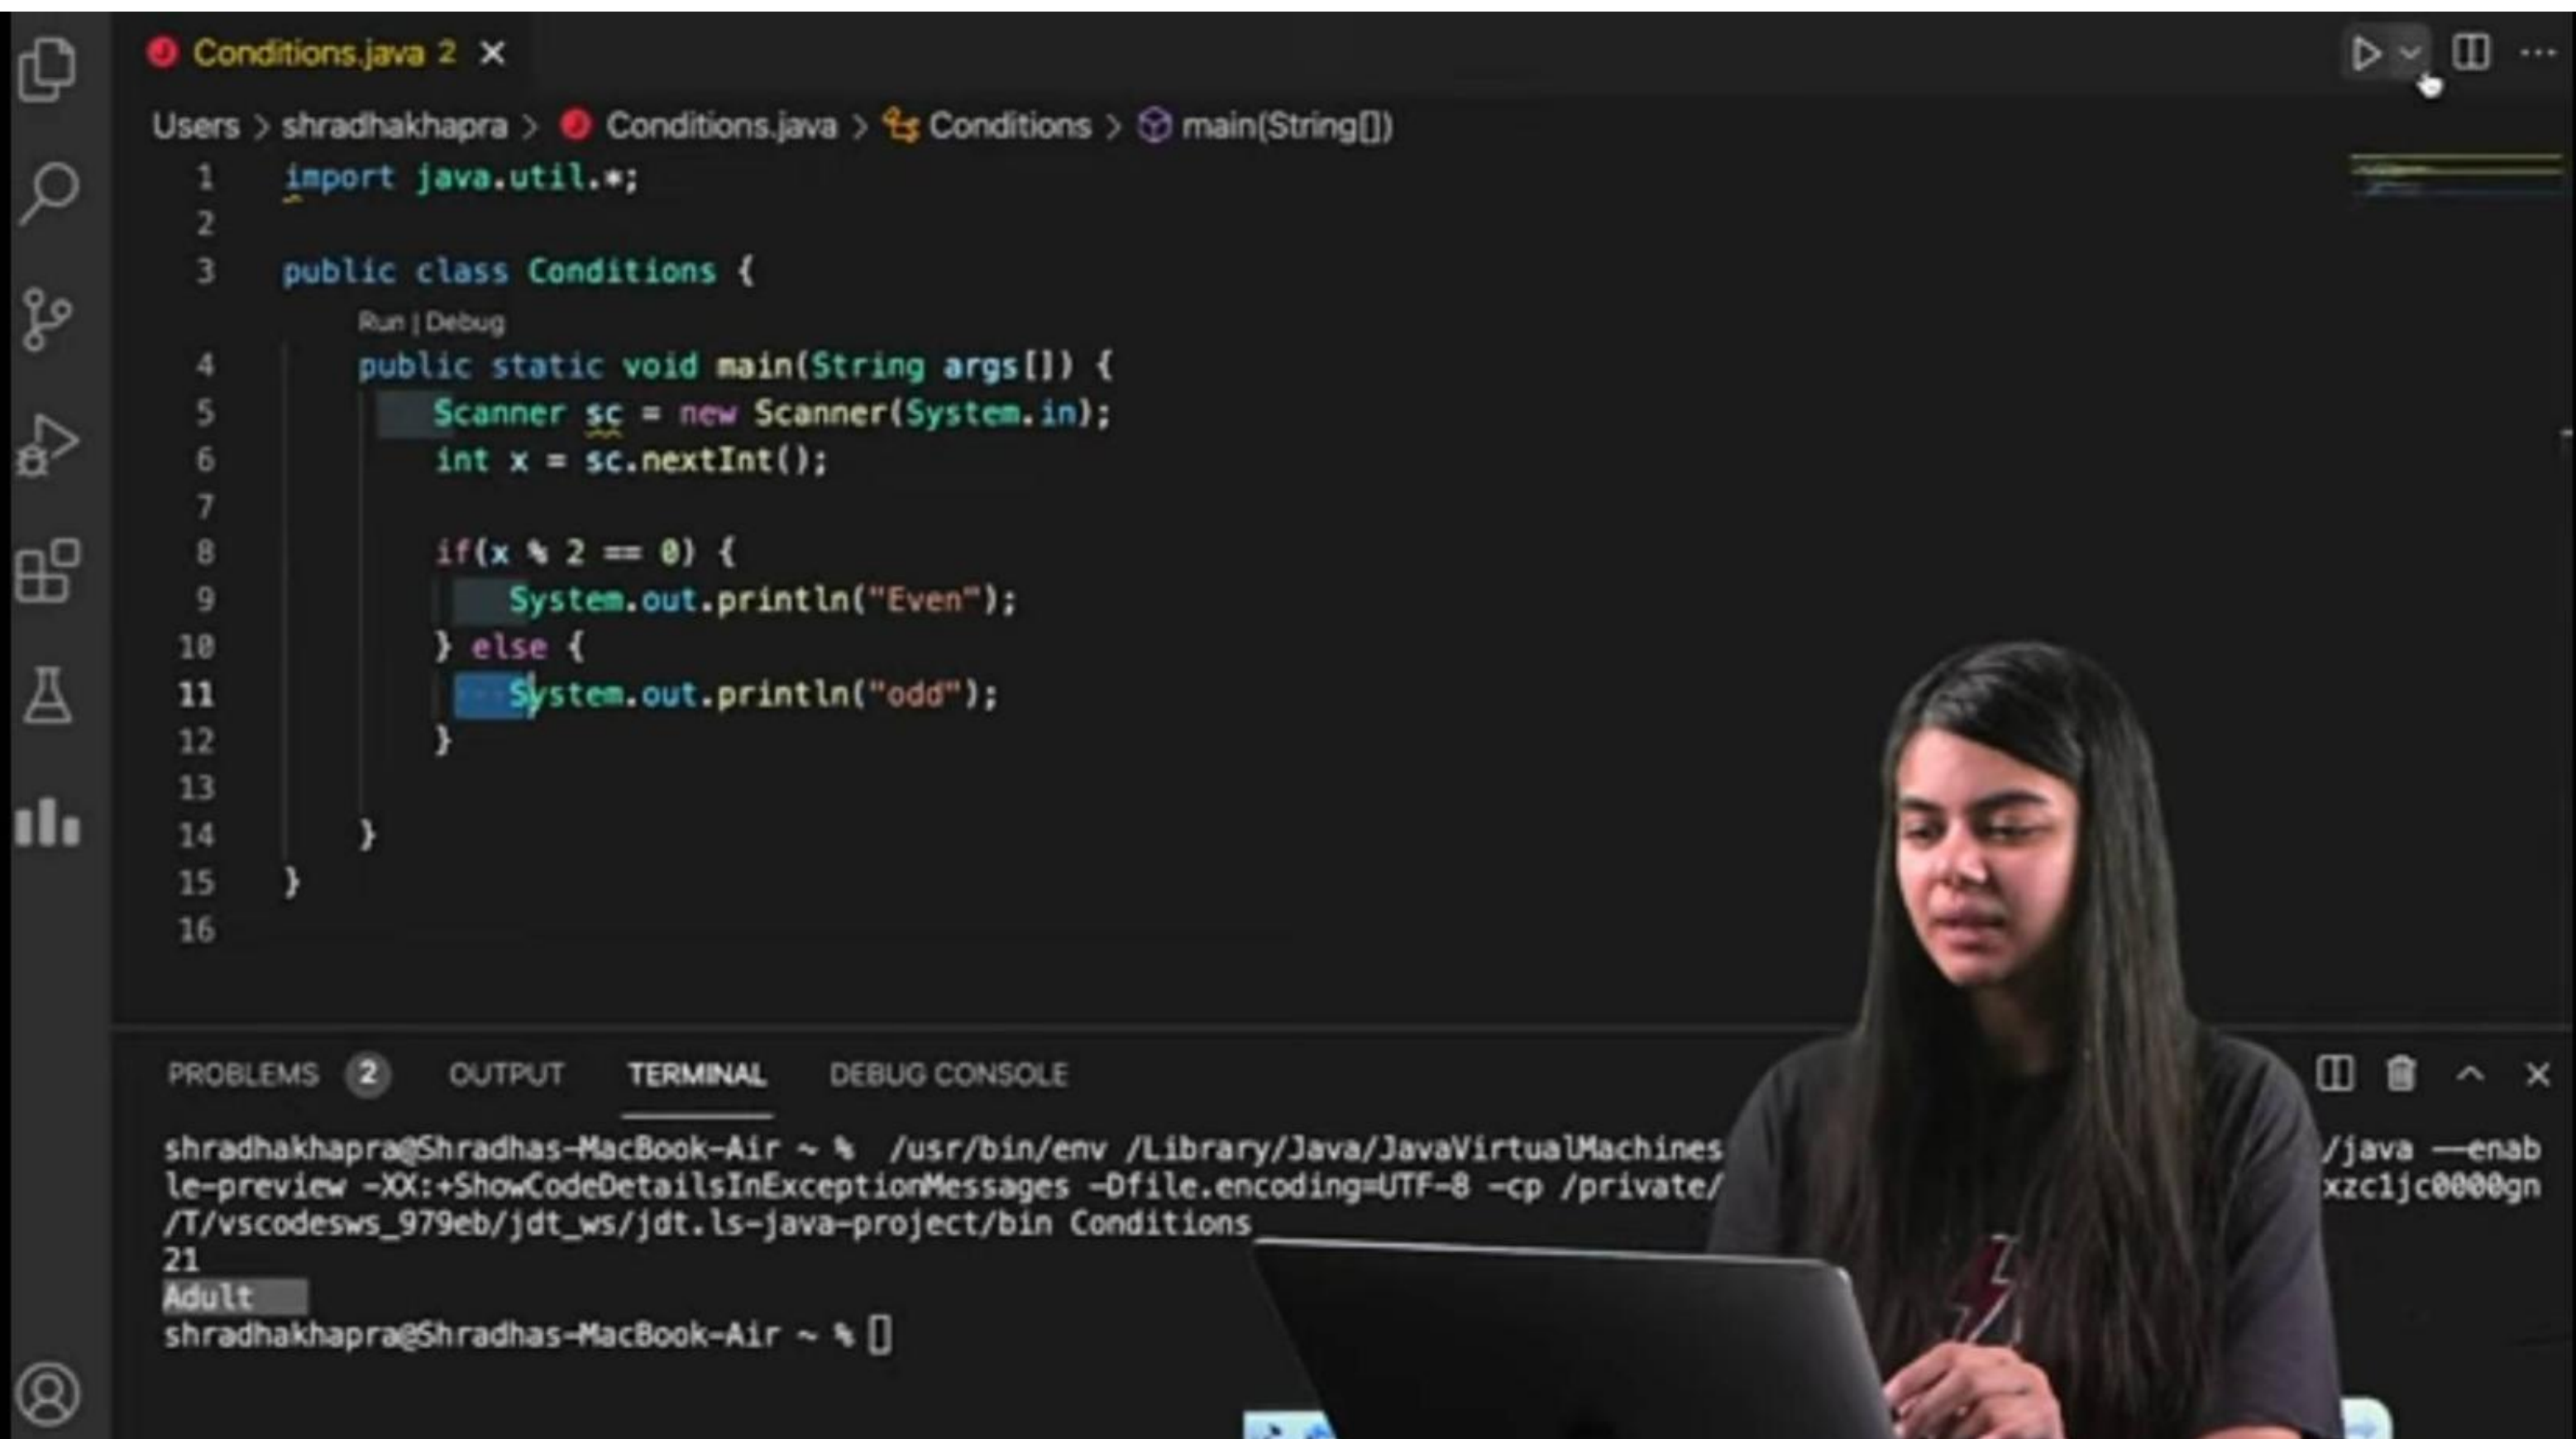 Conditions.java 2
Users > shradhakhapra > Conditions.java > Conditions > main(String[])
1 import java.util.*;
2
3 public class Conditions {
Run | Debug
4 public static void main(String args[]) {
5 Scanner sc = new Scanner(System.in);
6 int x = sc.nextInt();
7
8 if(x % 2 == 0) {
9 System.out.println("Even");
10 } else {
11 System.out.println("odd");
12 }
13
14 }
15 }
16
PROBLEMS 2 OUTPUT TERMINAL DEBUG CONSOLE
shradhakhapra@Shradhas-MacBook-Air ~ % /usr/bin/env /Library/Java/JavaVirtualMachines /java --enab
le-preview -XX:+ShowCodeDetailsInExceptionMessages -Dfile.encoding=UTF-8 -cp /private/ xzc1jc0000gn
/T/vscodesws_979eb/jdt_ws/jdt.ls-java-project/bin Conditions
21
Adult
shradhakhapra@Shradhas-MacBook-Air ~ %